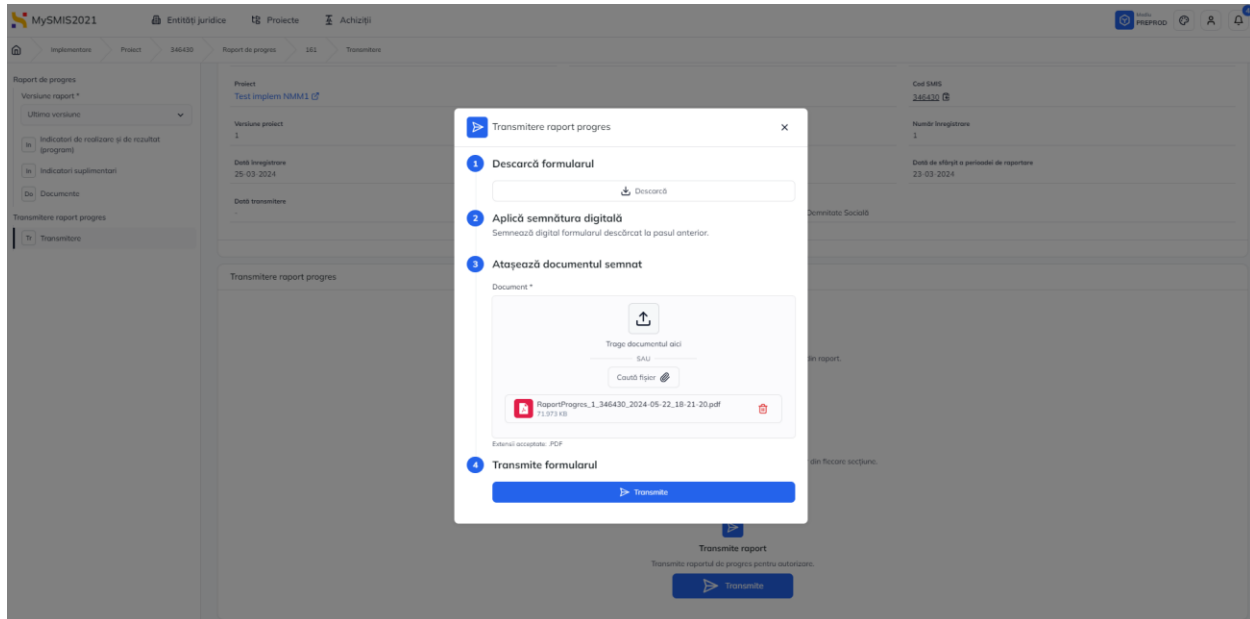 MySMIS2021
Entități juridice
Proiecte
Achiziții
Mediu
PREPROD
Implementare
Proiect
346430
Raport de progres
161
Transmitere
Raport de progres
Versiune raport *
Ultima versiune
In
Indicatori de realizare și de rezultat
(program)
In
Indicatori suplimentari
Do
Documente
Transmitere raport progres
Tr
Transmitere
Proiect
Test implem NMM1
Cod SMIS
346430
Versiune proiect
1
Număr înregistrare
1
Dată înregistrare
25-03-2024
Dată de sfârșit a perioadei de raportare
23-03-2024
Dată transmitere
-
Demnitate Socială
Transmitere raport progres
din raport.
din fiecare secțiune.
Transmitere raport progres
1
Descarcă formularul
Descarcă
2
Aplică semnătura digitală
Semnează digital formularul descărcat la pasul anterior.
3
Atașează documentul semnat
Document *
Trage documentul aici
SAU
Caută fișier
RaportProgres_1_346430_2024-05-22_18-21-20.pdf
71.973 KB
Extensii acceptate: .PDF
4
Transmite formularul
Transmite
Transmite raport
Transmite raportul de progres pentru autorizare.
Transmite